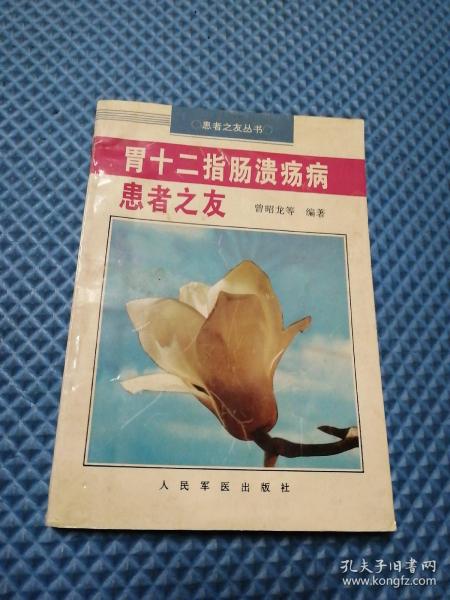 患者之友丛书
胃十二指肠溃疡病
患者之友
曾昭龙等 编著
人民军医出版社
孔夫子旧书网
www.kongfz.com